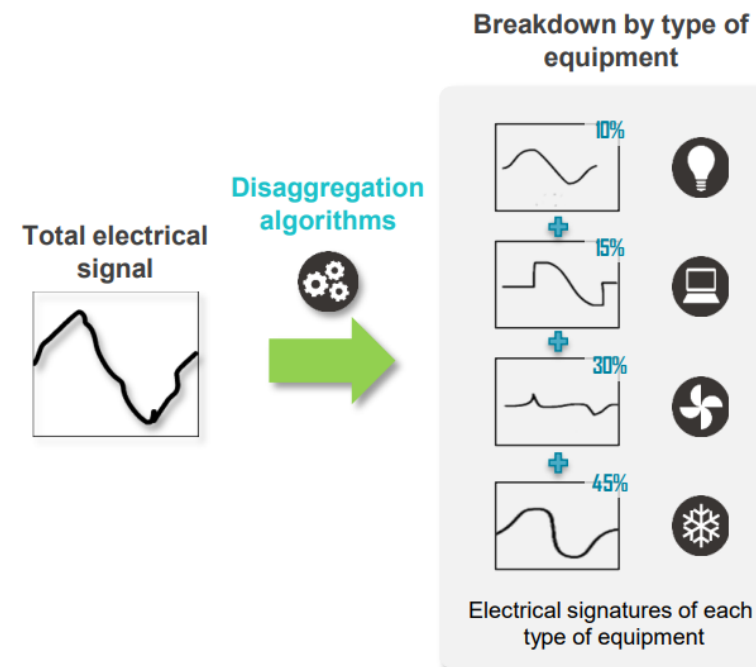 Breakdown by type of
equipment
10%
Disaggregation
algorithms
Total electrical
signal
15%
30%
45%
Electrical signatures of each
type of equipment